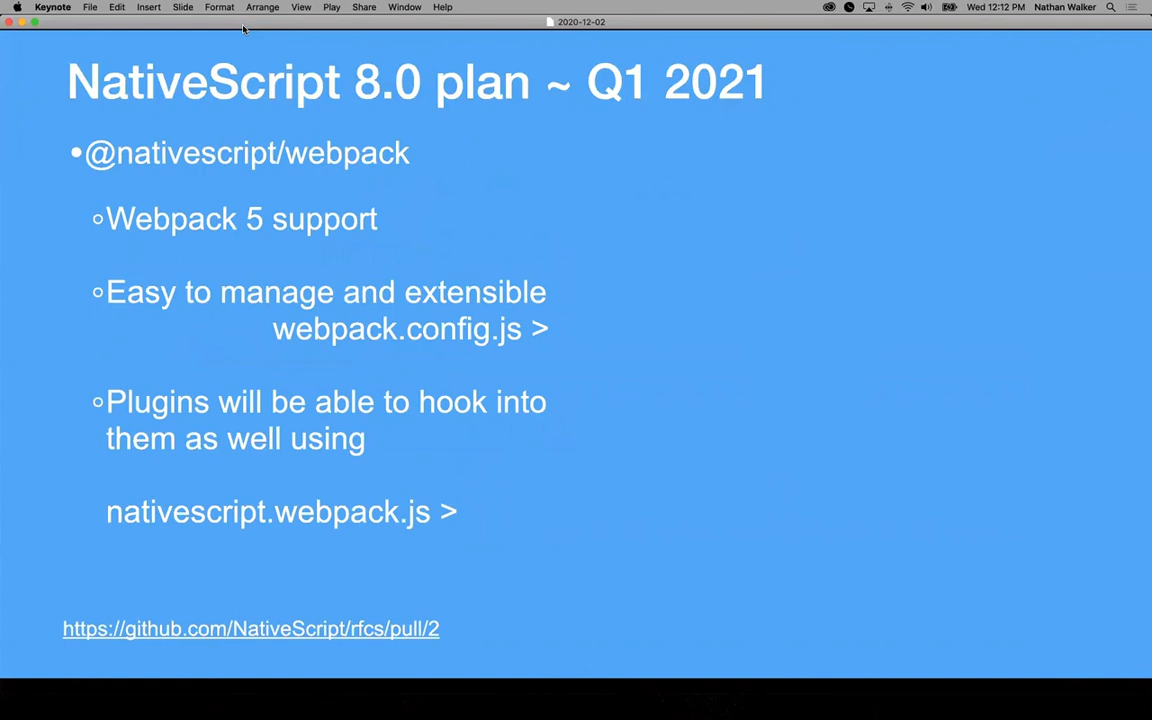 Keynote File Edit Insert Slide Format Arrange View Play Share Window Help Wed 12:12 PM Nathan Walker
2020-12-02
NativeScript 8.0 plan ~ Q1 2021
•@nativescript/webpack
◦Webpack 5 support
◦Easy to manage and extensible
webpack.config.js >
◦Plugins will be able to hook into
them as well using
nativescript.webpack.js >
https://github.com/NativeScript/rfcs/pull/2